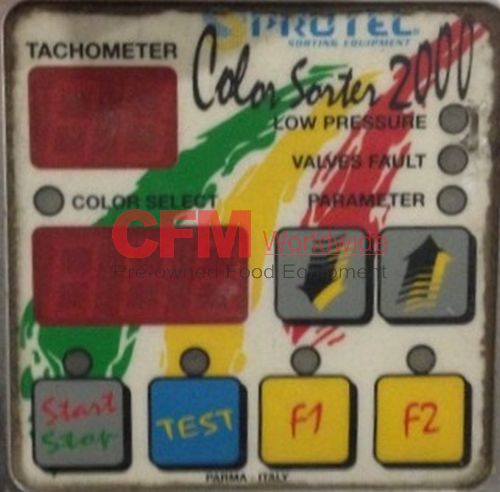 PROTEC
SORTING EQUIPMENT
TACHOMETER
Color Sorter 2000
LOW PRESSURE
VALVES FAULT
COLOR SELECT
PARAMETER
CFM Worldwide
Pre-owned Food Equipment
Start
Stop
TEST
F1
F2
PARMA - ITALY